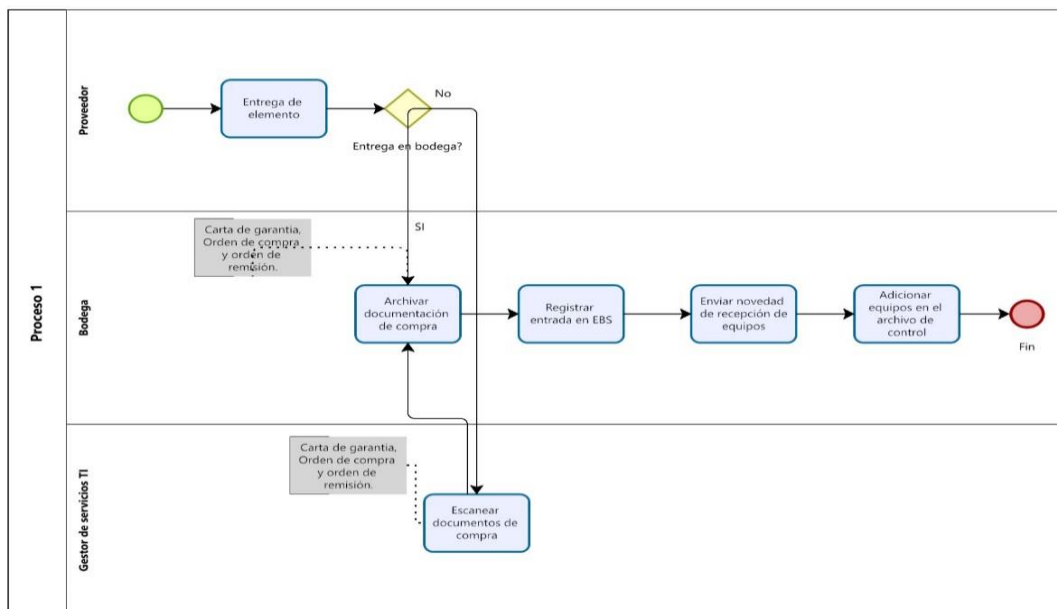 Proceso 1
Proveedor
Entrega de
elemento
No
Entrega en bodega?
Bodega
SI
Carta de garantia,
Orden de compra
y orden de
remisión.
Archivar
documentación
de compra
Registrar
entrada en EBS
Enviar novedad
de recepción de
equipos
Adicionar
equipos en el
archivo de
control
Fin
Gestor de servicios TI
Carta de garantia,
Orden de compra
y orden de
remisión.
Escanear
documentos de
compra